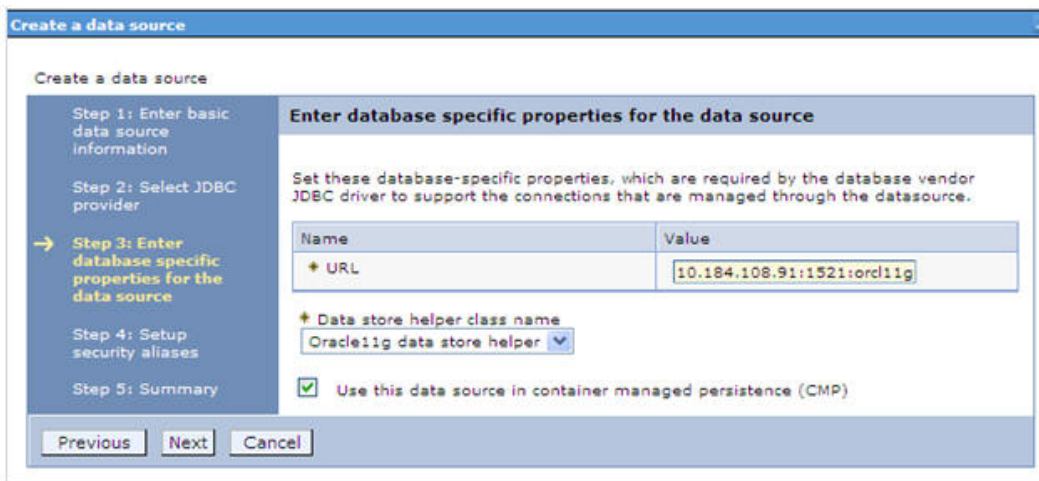 Create a data source
Create a data source
Step 1: Enter basic
data source
information
Step 2: Select JDBC
provider
Step 3: Enter
database specific
properties for the
data source
Step 4: Setup
security aliases
Step 5: Summary
Enter database specific properties for the data source
Set these database-specific properties, which are required by the database vendor
JDBC driver to support the connections that are managed through the datasource.
Name Value
URL 10.184.108.91:1521:orcl11g
Data store helper class name
Oracle11g data store helper
Use this data source in container managed persistence (CMP)
Previous Next Cancel